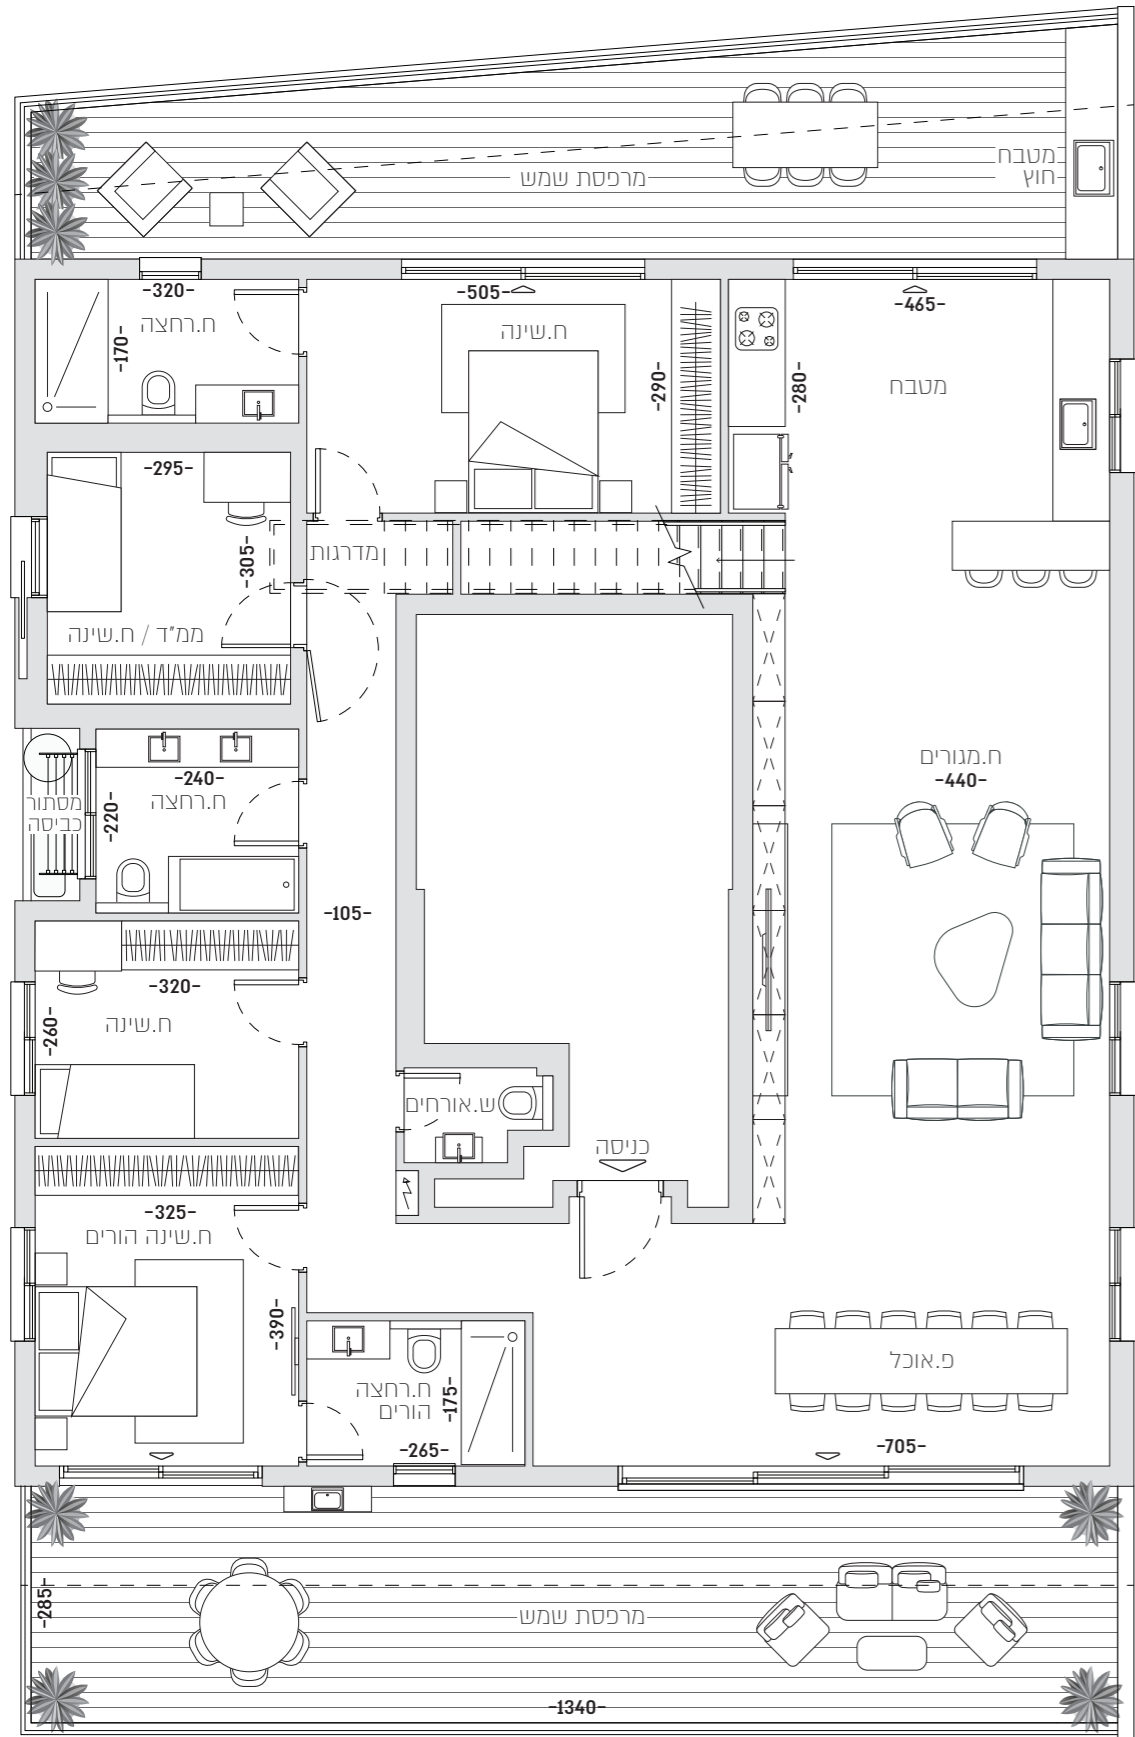 מרפסת שמש
מטבח
חוץ
-320-
ח.רחצה
-170-
-505-
ח.שינה
-290-
-465-
-280-
מטבח
-295-
-305-
ממ"ד / ח.שינה
מדרגות
-240-
ח.רחצה
-220-
מסתור
כביסה
ח.מגורים
-440-
-105-
-320-
ח.שינה
-260-
ש.אורחים
כניסה
-325-
ח.שינה הורים
-390-
ח.רחצה
הורים
-175-
-265-
פ.אוכל
-705-
-285-
מרפסת שמש
-1340-